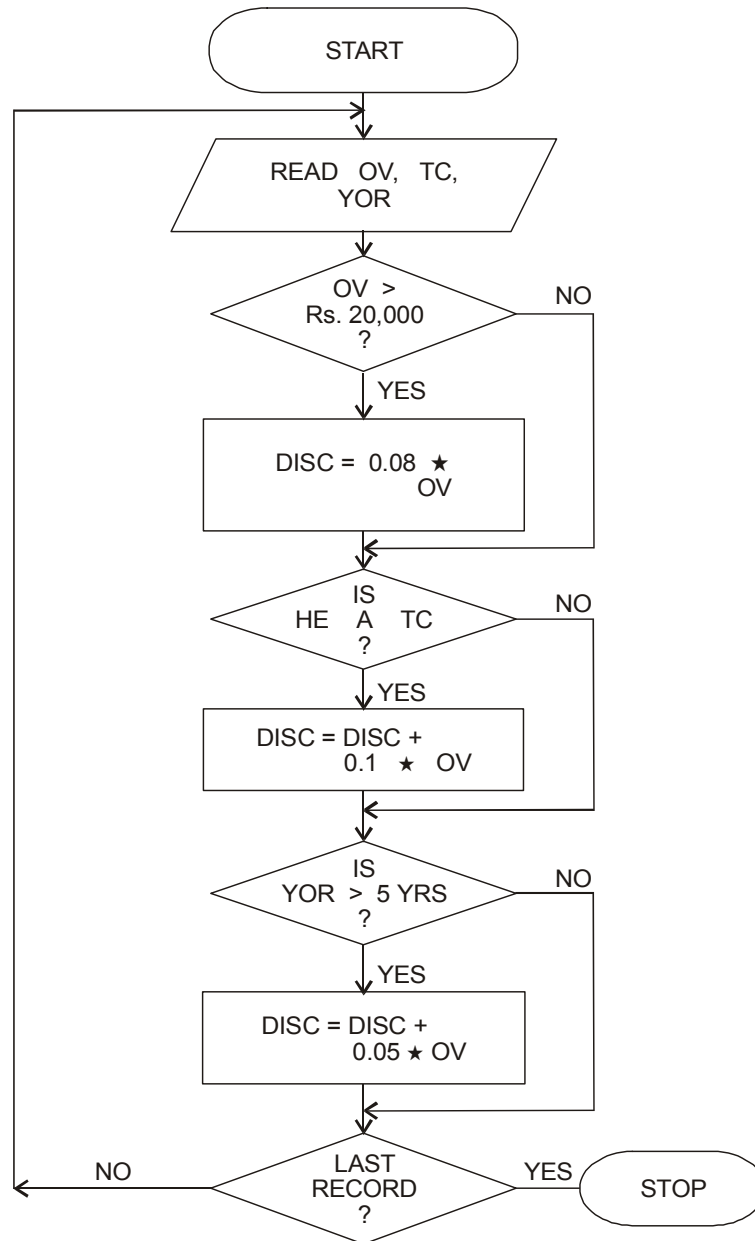 START
READ OV, TC,
YOR
OV >
Rs. 20,000
?
NO
YES
DISC = 0.08 ★
OV
IS
HE A TC
?
NO
YES
DISC = DISC +
0.1 ★ OV
IS
YOR > 5 YRS
?
NO
YES
DISC = DISC +
0.05 ★ OV
LAST
RECORD
?
NO
YES
STOP